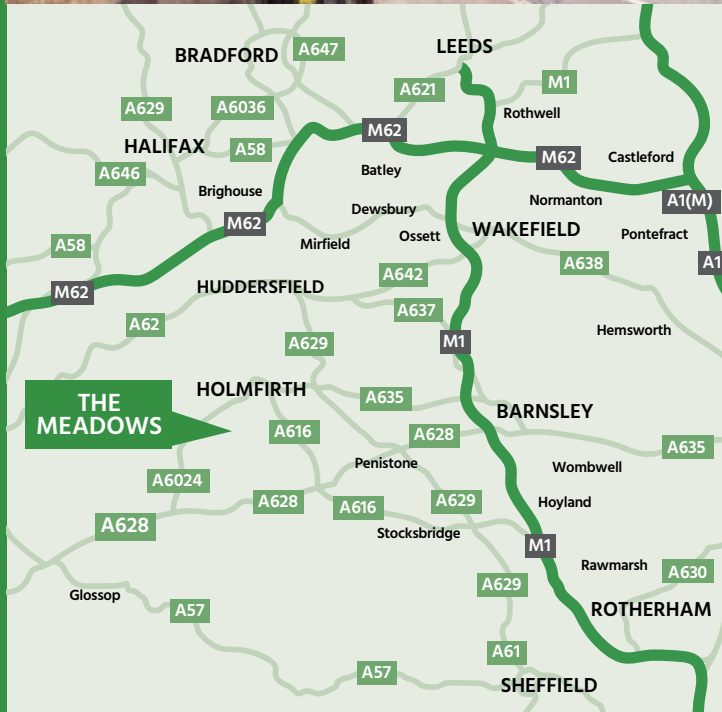 LEEDS
A647
BRADFORD
M1
A621
A629
A6036
Rothwell
M62
HALIFAX
A58
M62
Castleford
A646
Batley
Brighouse
Normanton
A1(M)
Dewsbury
M62
WAKEFIELD
Ossett
Pontefract
Mirfield
A58
A638
A1
A642
HUDDERSFIELD
M62
A637
A62
Hemsworth
A629
M1
HOLMFIRTH
THE
MEADOWS
A635
BARNSLEY
A616
A628
A635
Penistone
Wombwell
A6024
A628
A616
A629
Hoyland
A628
Stocksbridge
M1
Rawmarsh
A630
A629
Glossop
A57
ROTHERHAM
A61
A57
SHEFFIELD